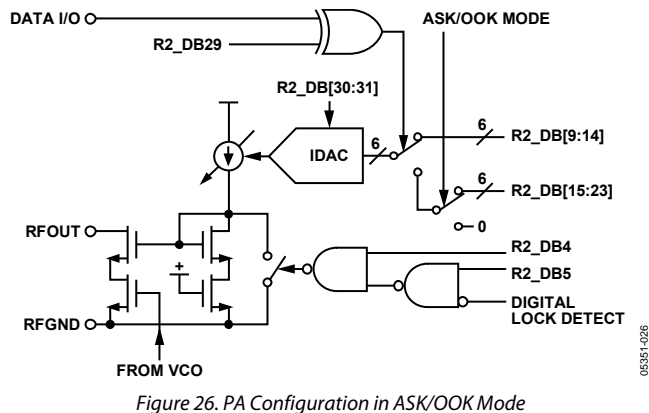 DATA I/O
ASK/OOK MODE
R2_DB29
R2_DB[30:31]
6
R2_DB[9:14]
IDAC
6
6
R2_DB[15:23]
0
RFOUT
R2_DB4
+
R2_DB5
DIGITAL
LOCK DETECT
RFGND
FROM VCO
05351-026
Figure 26. PA Configuration in ASK/OOK Mode